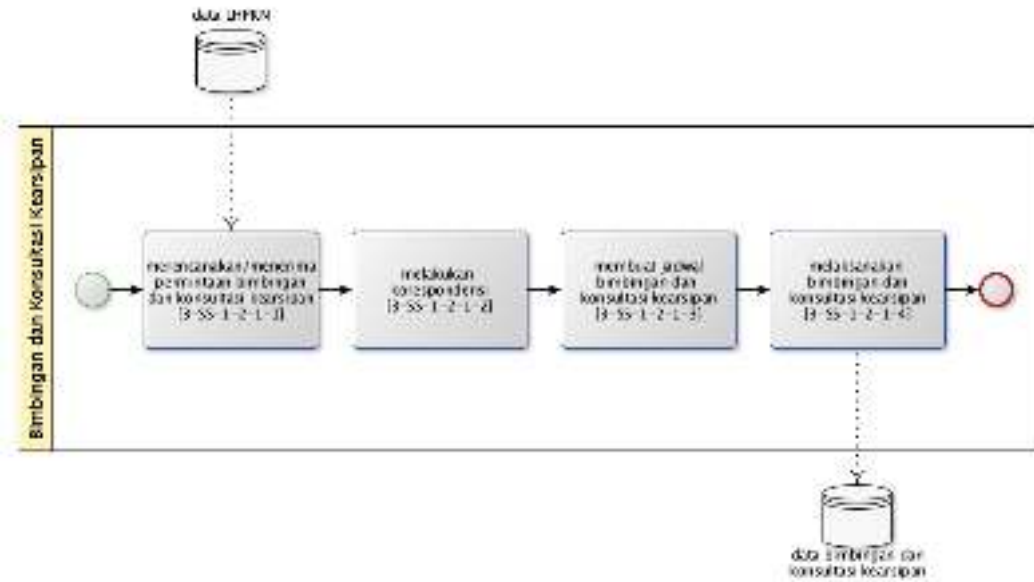 data LHPKN
Bimbingan dan Konsultasi Kearsipan
merencanakan/menerima
permintaan bimbingan
dan konsultasi kearsipan
[3-SS-1-2-1-1]
melakukan
korespondensi
[3-SS-1-2-1-2]
membuat jadwal
bimbingan dan
konsultasi kearsipan
[3-SS-1-2-1-3]
melaksanakan
bimbingan dan
konsultasi kearsipan
[3-SS-1-2-1-4]
data bimbingan dan
konsultasi kearsipan